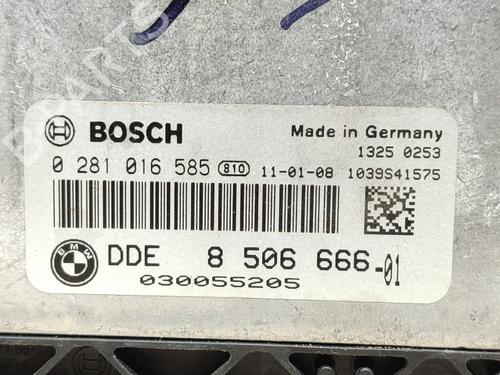 BOSCH
Made in Germany
1325 0253
0 281 016 585 810 11-01-08 1039S41575
BMW
DDE 8 506 666-01
030055205